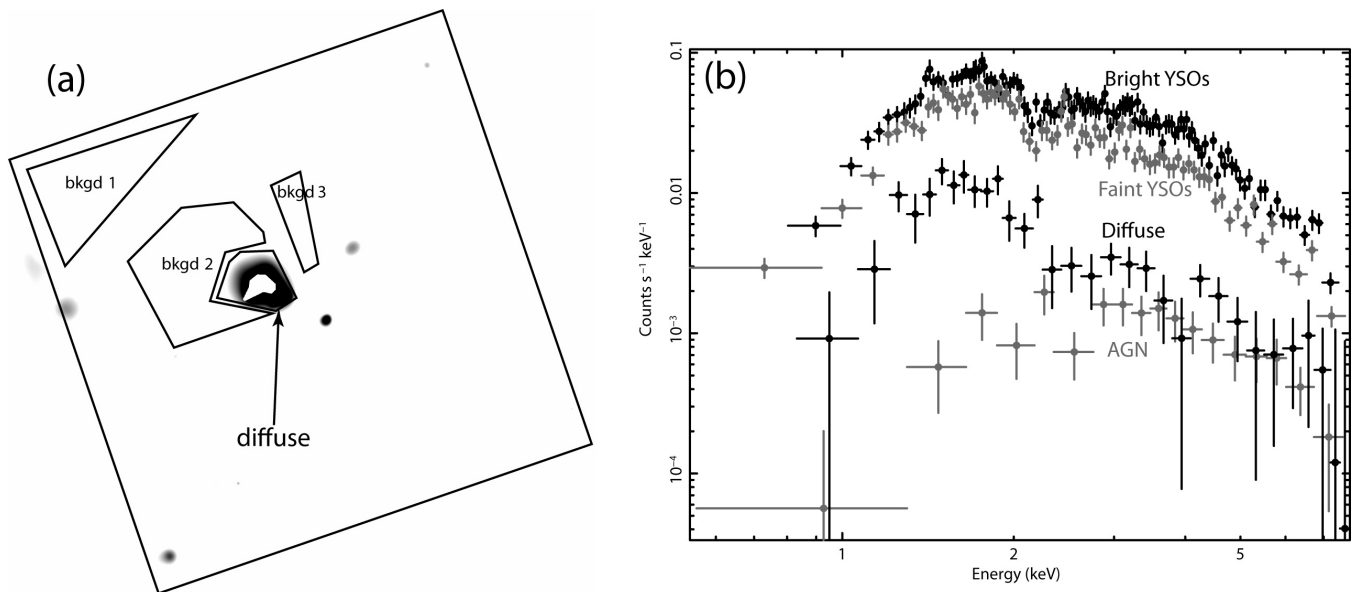 (a)
bkgd 1
bkgd 3
bkgd 2
diffuse
(b)
Bright YSOs
Faint YSOs
Diffuse
AGN
0.1
0.01
10⁻³
10⁻⁴
Counts s⁻¹ keV⁻¹
1 2 5
Energy (keV)